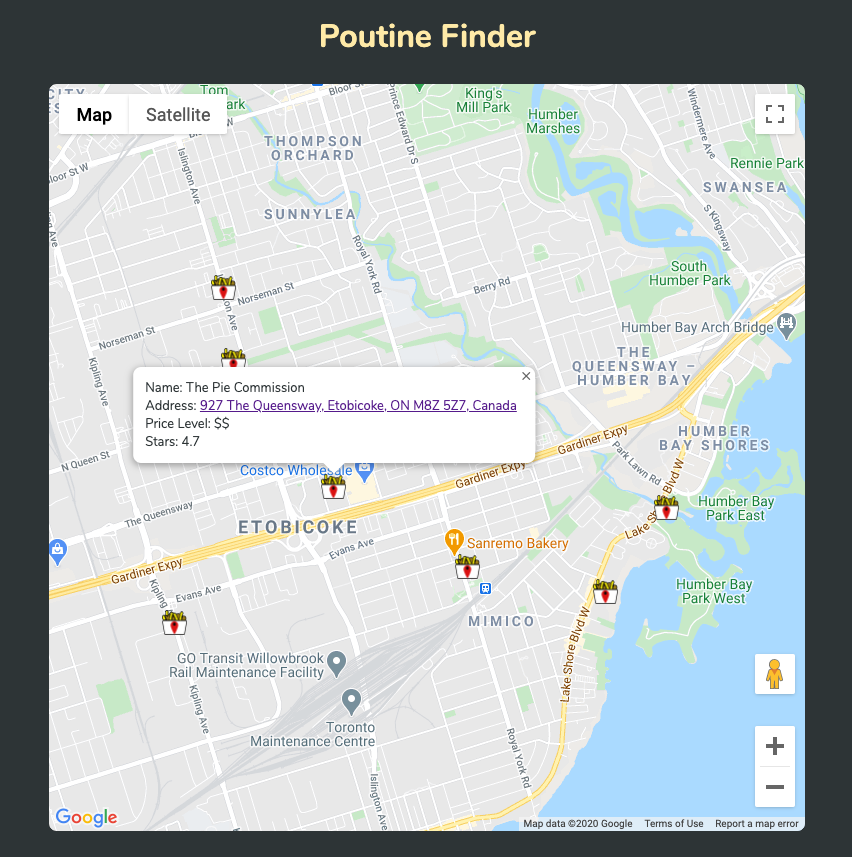 Poutine Finder
Map
Satellite
Tom
Bloor St
Prince Edward Dr S
King's
Mill Park
Humber
Marshes
Windermere Ave
Rennie Park
SWANSEA
S Kingsway
THOMPSON
ORCHARD
Islington Ave
Bloor St W
SUNNYLEA
Royal York Rd
South
Humber Park
Berry Rd
Norseman St
Norseman St
Humber Bay Arch Bridge
THE
QUEENSWAY –
HUMBER BAY
Kipling Ave
Name: The Pie Commission
Address: 927 The Queensway, Etobicoke, ON M8Z 5Z7, Canada
Price Level: $$
Stars: 4.7
HUMBER
BAY SHORES
Gardiner Expy
Park Lawn Rd
N Queen St
Costco Wholesale
Gardiner Expy
The Queensway
ETOBICOKE
Lake Shore Blvd W
Humber Bay
Park East
Sanremo Bakery
Evans Ave
Gardiner Expy
Evans Ave
Kipling Ave
Humber Bay
Park West
MIMICO
Lake Shore Blvd W
GO Transit Willowbrook
Rail Maintenance Facility
Kipling Ave
Toronto
Maintenance Centre
Royal York Rd
Islington Ave
Google
Map data ©2020 Google
Terms of Use
Report a map error